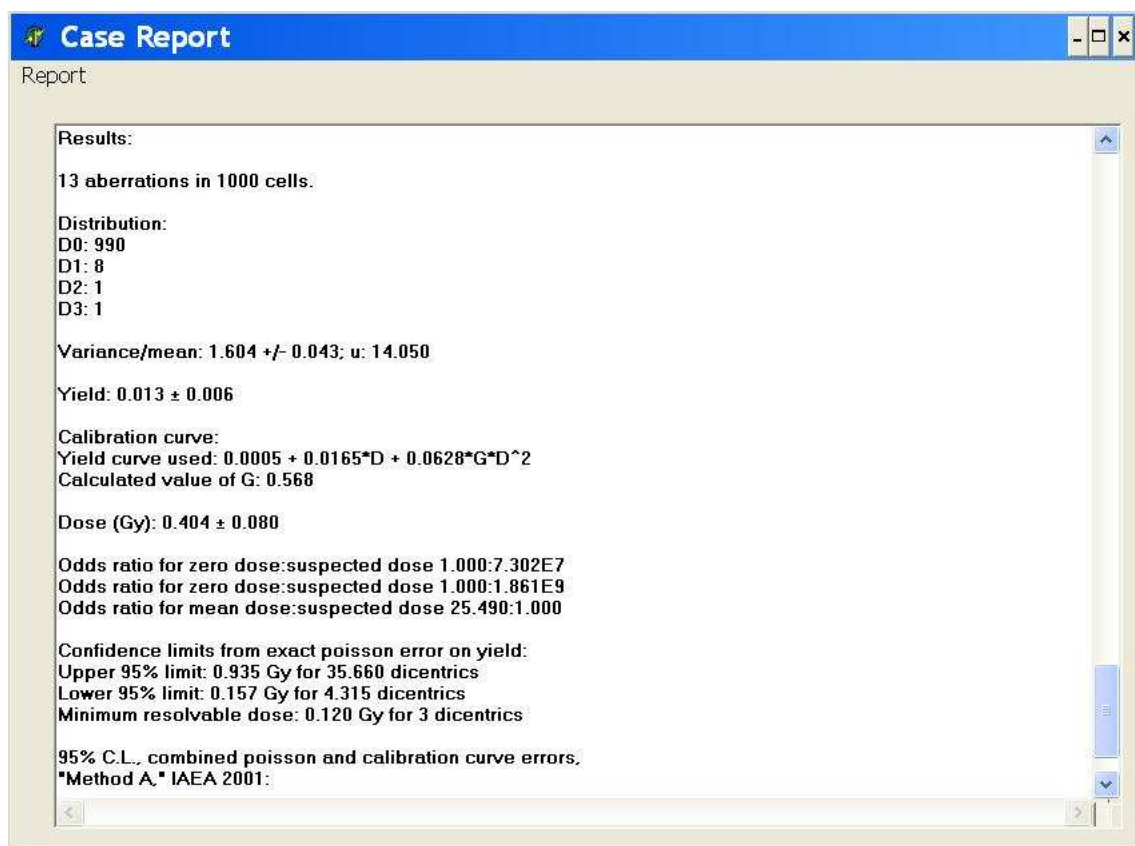 Case Report
Report
Results:
13 aberrations in 1000 cells.
Distribution:
D0: 990
D1: 8
D2: 1
D3: 1
Variance/mean: 1.604 +/- 0.043; u: 14.050
Yield: 0.013 ± 0.006
Calibration curve:
Yield curve used: 0.0005 + 0.0165*D + 0.0628*G*D^2
Calculated value of G: 0.568
Dose (Gy): 0.404 ± 0.080
Odds ratio for zero dose:suspected dose 1.000:7.302E7
Odds ratio for zero dose:suspected dose 1.000:1.861E9
Odds ratio for mean dose:suspected dose 25.490:1.000
Confidence limits from exact poisson error on yield:
Upper 95% limit: 0.935 Gy for 35.660 dicentrics
Lower 95% limit: 0.157 Gy for 4.315 dicentrics
Minimum resolvable dose: 0.120 Gy for 3 dicentrics
95% C.L., combined poisson and calibration curve errors,
"Method A," IAEA 2001: